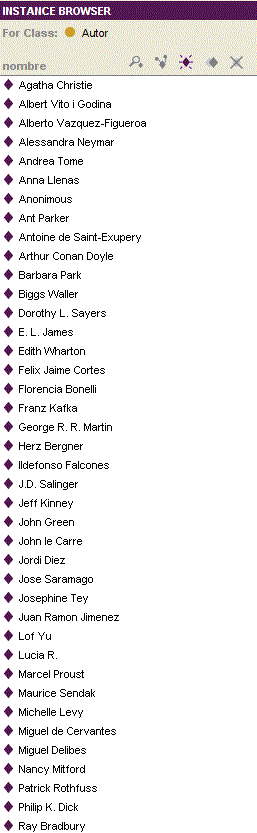 INSTANCE BROWSER
For Class: Autor
nombre
Agatha Christie
Albert Vito i Godina
Alberto Vazquez-Figueroa
Alessandra Neymar
Andrea Tome
Anna Llenas
Anonimous
Ant Parker
Antoine de Saint-Exupery
Arthur Conan Doyle
Barbara Park
Biggs Waller
Dorothy L. Sayers
E. L. James
Edith Wharton
Felix Jaime Cortes
Florencia Bonelli
Franz Kafka
George R. R. Martin
Herz Bergner
Ildefonso Falcones
J.D. Salinger
Jeff Kinney
John Green
John le Carre
Jordi Diez
Jose Saramago
Josephine Tey
Juan Ramon Jimenez
Lof Yu
Lucia R.
Marcel Proust
Maurice Sendak
Michelle Levy
Miguel de Cervantes
Miguel Delibes
Nancy Mitford
Patrick Rothfuss
Philip K. Dick
Ray Bradbury